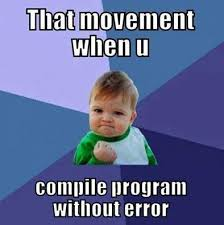 That movement
when u
compile program
without error